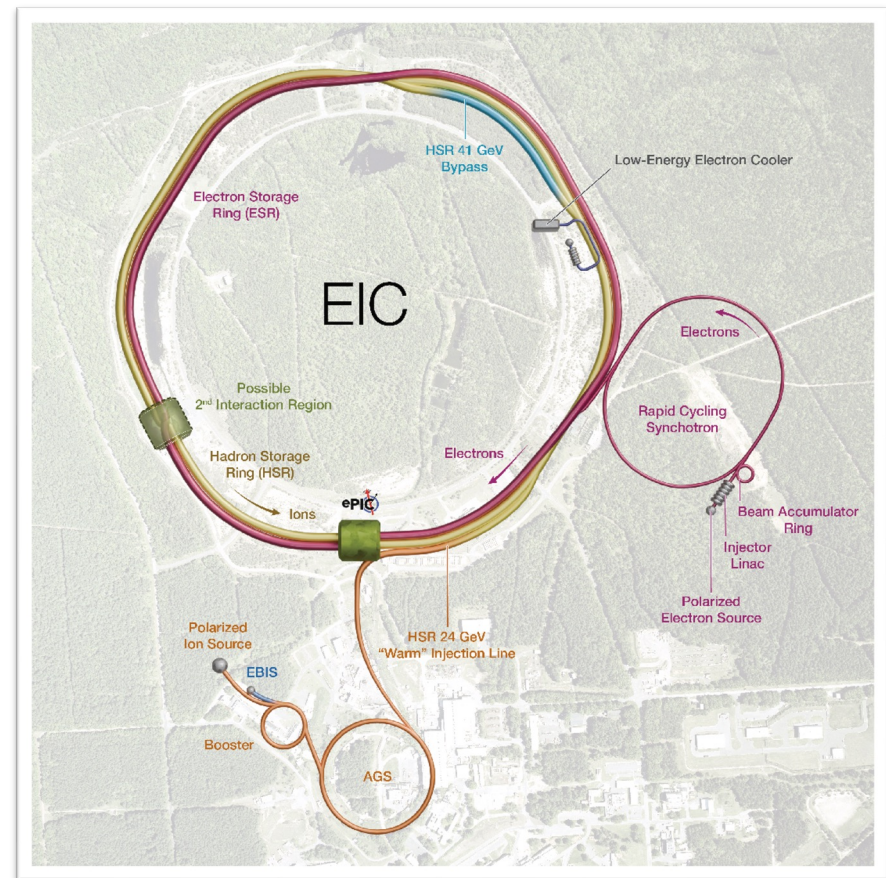 HSR 41 GeV
Bypass
Low-Energy Electron Cooler
Electron Storage
Ring (ESR)
EIC
Electrons
Possible
2nd Interaction Region
Rapid Cycling
Synchotron
Hadron Storage
Ring (HSR)
Electrons
Ions
ePIC
Beam Accumulator
Ring
Injector
Linac
Polarized
Electron Source
Polarized
Ion Source
HSR 24 GeV
"Warm" Injection Line
EBIS
Booster
AGS